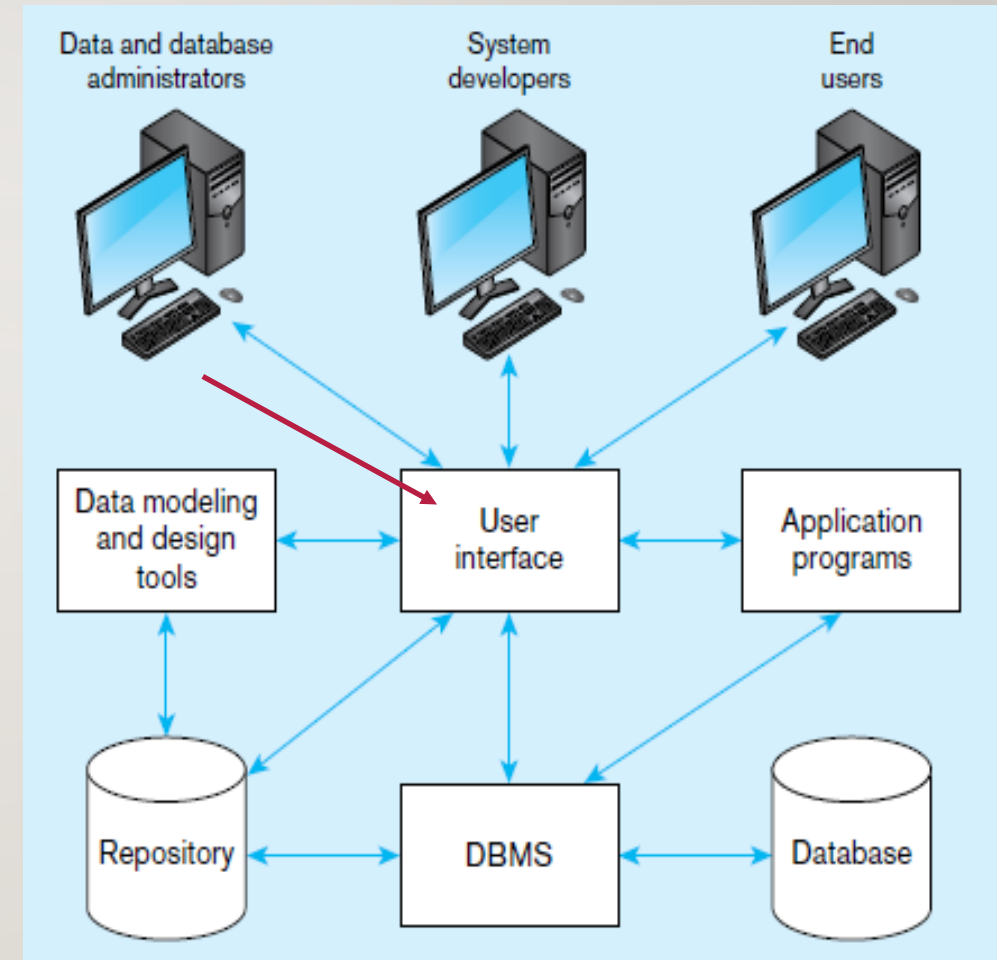 Data and database
administrators
System
developers
End
users
Data modeling
and design
tools
User
interface
Application
programs
Repository
DBMS
Database